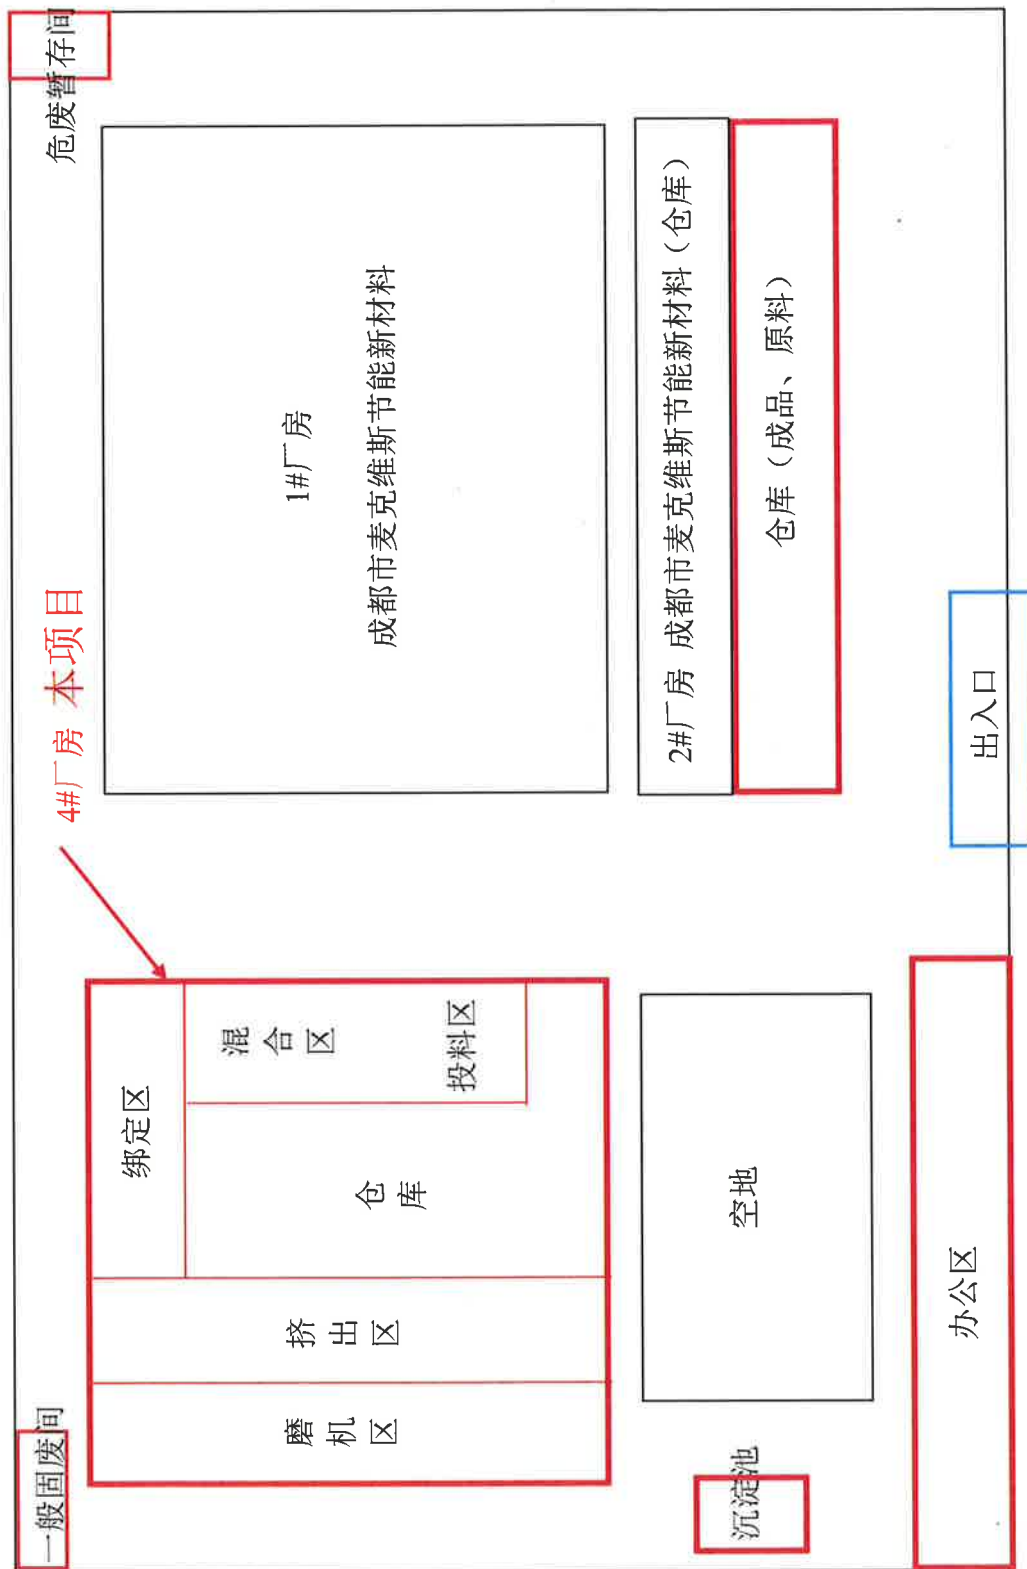 一般固废间
4#厂房 本项目
危废暂存间
绑定区
磨机区
挤出区
仓库
混合区
投料区
1#厂房
成都市麦克维斯节能新材料
沉淀池
空地
2#厂房 成都市麦克维斯节能新材料（仓库）
仓库（成品、原料）
办公区
出入口